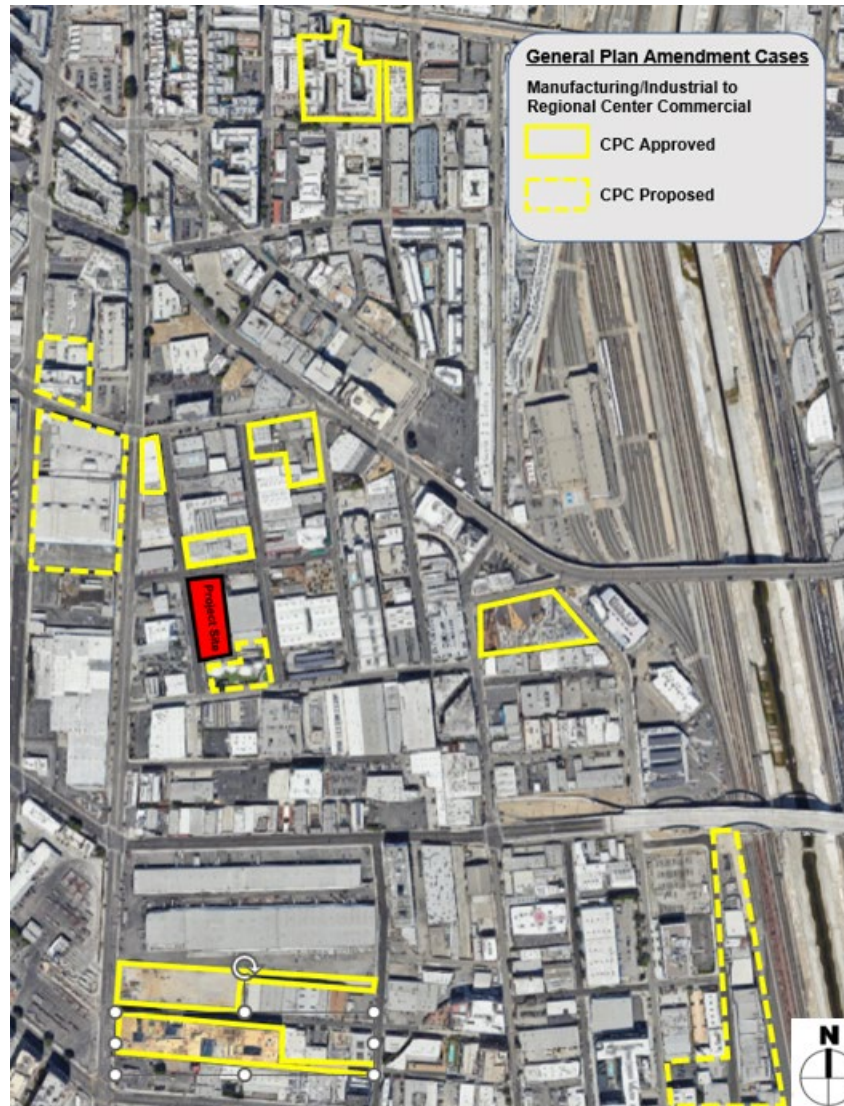 General Plan Amendment Cases
Manufacturing/Industrial to
Regional Center Commercial
CPC Approved
CPC Proposed
Project Site
N